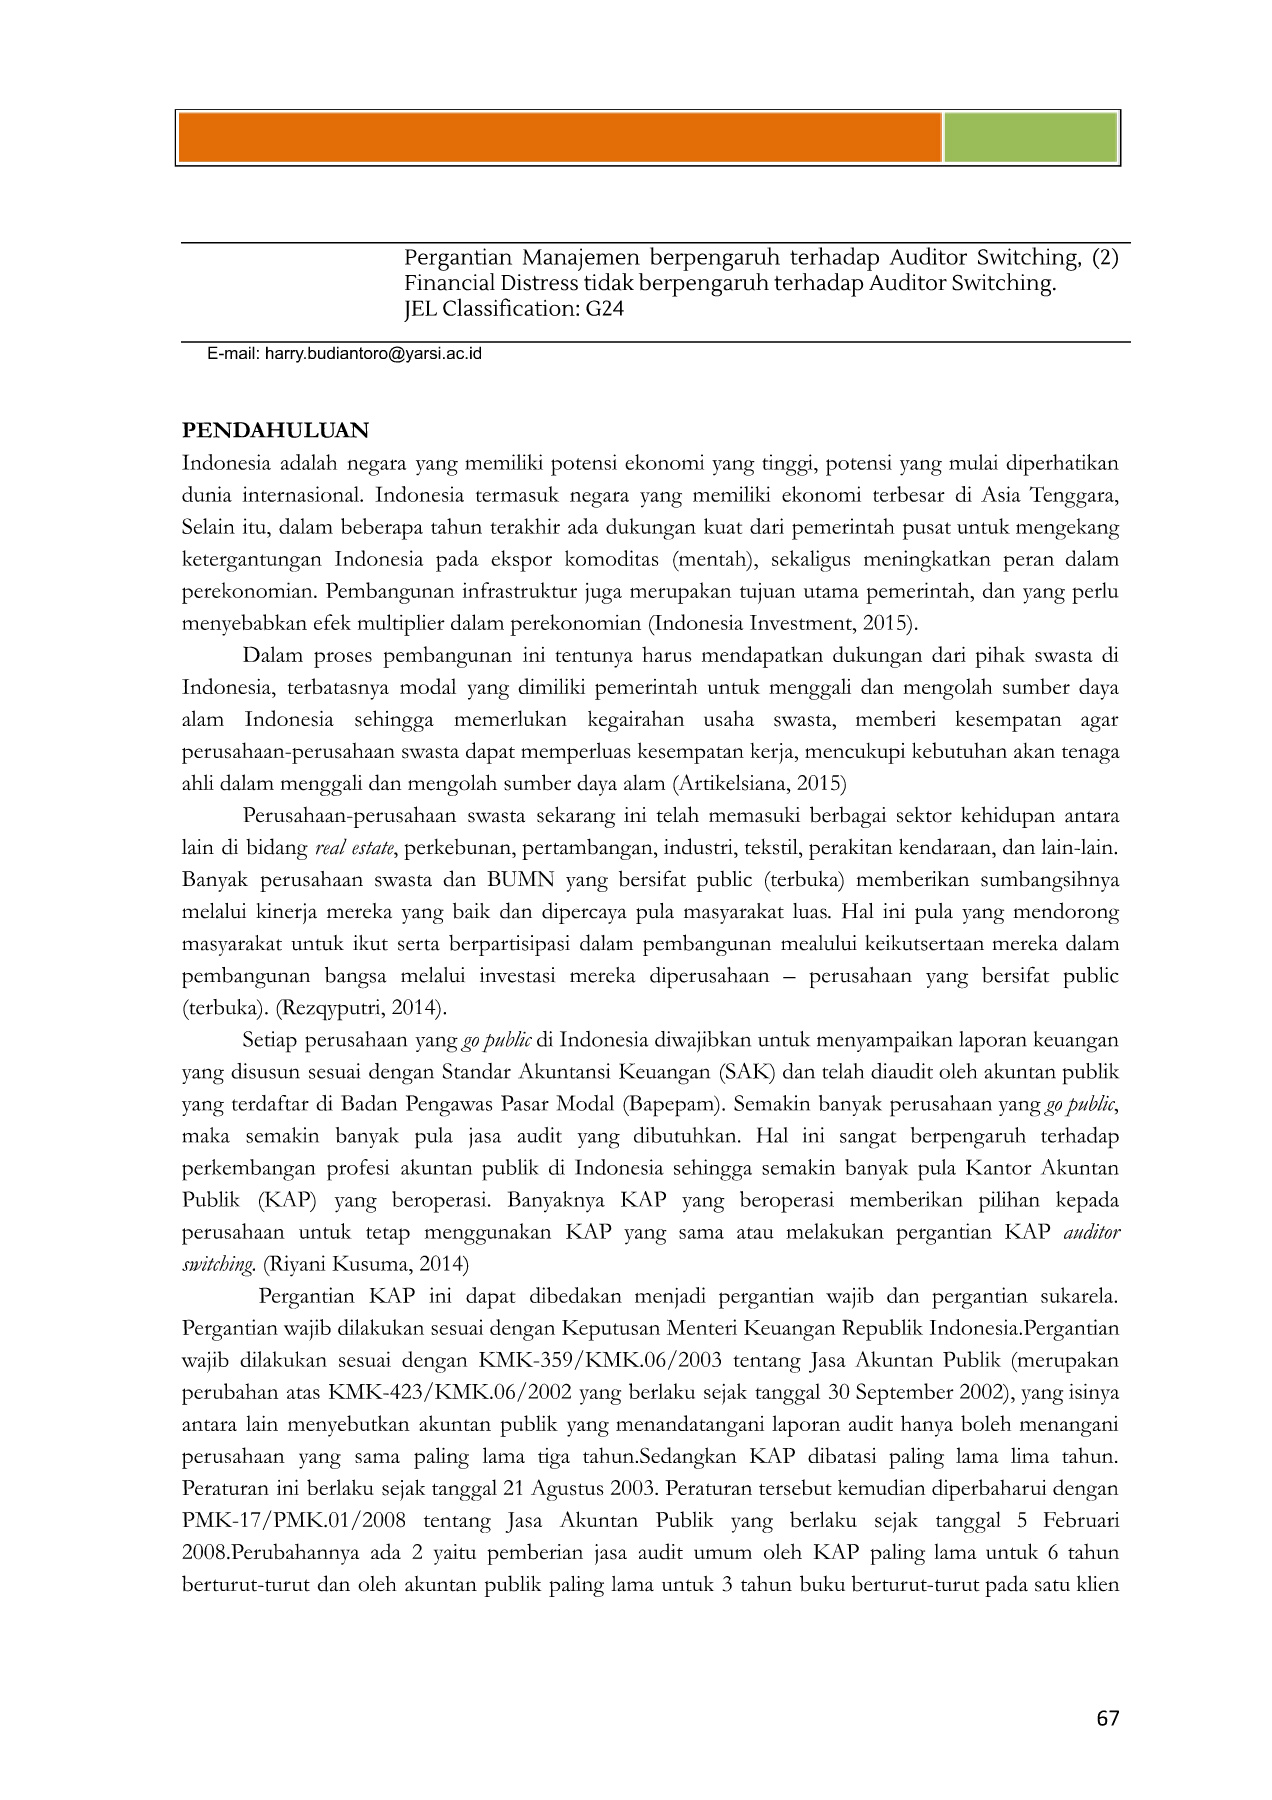 Pergantian Manajemen berpengaruh terhadap Auditor Switching, (2)
Financial Distress tidak berpengaruh terhadap Auditor Switching.
JEL Classification: G24
E-mail: harry.budiantoro@yarsi.ac.id
PENDAHULUAN
Indonesia adalah negara yang memiliki potensi ekonomi yang tinggi, potensi yang mulai diperhatikan
dunia internasional. Indonesia termasuk negara yang memiliki ekonomi terbesar di Asia Tenggara,
Selain itu, dalam beberapa tahun terakhir ada dukungan kuat dari pemerintah pusat untuk mengekang
ketergantungan Indonesia pada ekspor komoditas (mentah), sekaligus meningkatkan peran dalam
perekonomian. Pembangunan infrastruktur juga merupakan tujuan utama pemerintah, dan yang perlu
menyebabkan efek multiplier dalam perekonomian (Indonesia Investment, 2015).
Dalam proses pembangunan ini tentunya harus mendapatkan dukungan dari pihak swasta di
Indonesia, terbatasnya modal yang dimiliki pemerintah untuk menggali dan mengolah sumber daya
alam Indonesia sehingga memerlukan kegairahan usaha swasta, memberi kesempatan agar
perusahaan-perusahaan swasta dapat memperluas kesempatan kerja, mencukupi kebutuhan akan tenaga
ahli dalam menggali dan mengolah sumber daya alam (Artikelsiana, 2015)
Perusahaan-perusahaan swasta sekarang ini telah memasuki berbagai sektor kehidupan antara
lain di bidang real estate, perkebunan, pertambangan, industri, tekstil, perakitan kendaraan, dan lain-lain.
Banyak perusahaan swasta dan BUMN yang bersifat public (terbuka) memberikan sumbangsihnya
melalui kinerja mereka yang baik dan dipercaya pula masyarakat luas. Hal ini pula yang mendorong
masyarakat untuk ikut serta berpartisipasi dalam pembangunan mealului keikutsertaan mereka dalam
pembangunan bangsa melalui investasi mereka diperusahaan – perusahaan yang bersifat public
(terbuka). (Rezqyputri, 2014).
Setiap perusahaan yang go public di Indonesia diwajibkan untuk menyampaikan laporan keuangan
yang disusun sesuai dengan Standar Akuntansi Keuangan (SAK) dan telah diaudit oleh akuntan publik
yang terdaftar di Badan Pengawas Pasar Modal (Bapepam). Semakin banyak perusahaan yang go public,
maka semakin banyak pula jasa audit yang dibutuhkan. Hal ini sangat berpengaruh terhadap
perkembangan profesi akuntan publik di Indonesia sehingga semakin banyak pula Kantor Akuntan
Publik (KAP) yang beroperasi. Banyaknya KAP yang beroperasi memberikan pilihan kepada
perusahaan untuk tetap menggunakan KAP yang sama atau melakukan pergantian KAP auditor
switching. (Riyani Kusuma, 2014)
Pergantian KAP ini dapat dibedakan menjadi pergantian wajib dan pergantian sukarela.
Pergantian wajib dilakukan sesuai dengan Keputusan Menteri Keuangan Republik Indonesia.Pergantian
wajib dilakukan sesuai dengan KMK-359/KMK.06/2003 tentang Jasa Akuntan Publik (merupakan
perubahan atas KMK-423/KMK.06/2002 yang berlaku sejak tanggal 30 September 2002), yang isinya
antara lain menyebutkan akuntan publik yang menandatangani laporan audit hanya boleh menangani
perusahaan yang sama paling lama tiga tahun.Sedangkan KAP dibatasi paling lama lima tahun.
Peraturan ini berlaku sejak tanggal 21 Agustus 2003. Peraturan tersebut kemudian diperbaharui dengan
PMK-17/PMK.01/2008 tentang Jasa Akuntan Publik yang berlaku sejak tanggal 5 Februari
2008.Perubahannya ada 2 yaitu pemberian jasa audit umum oleh KAP paling lama untuk 6 tahun
berturut-turut dan oleh akuntan publik paling lama untuk 3 tahun buku berturut-turut pada satu klien
67